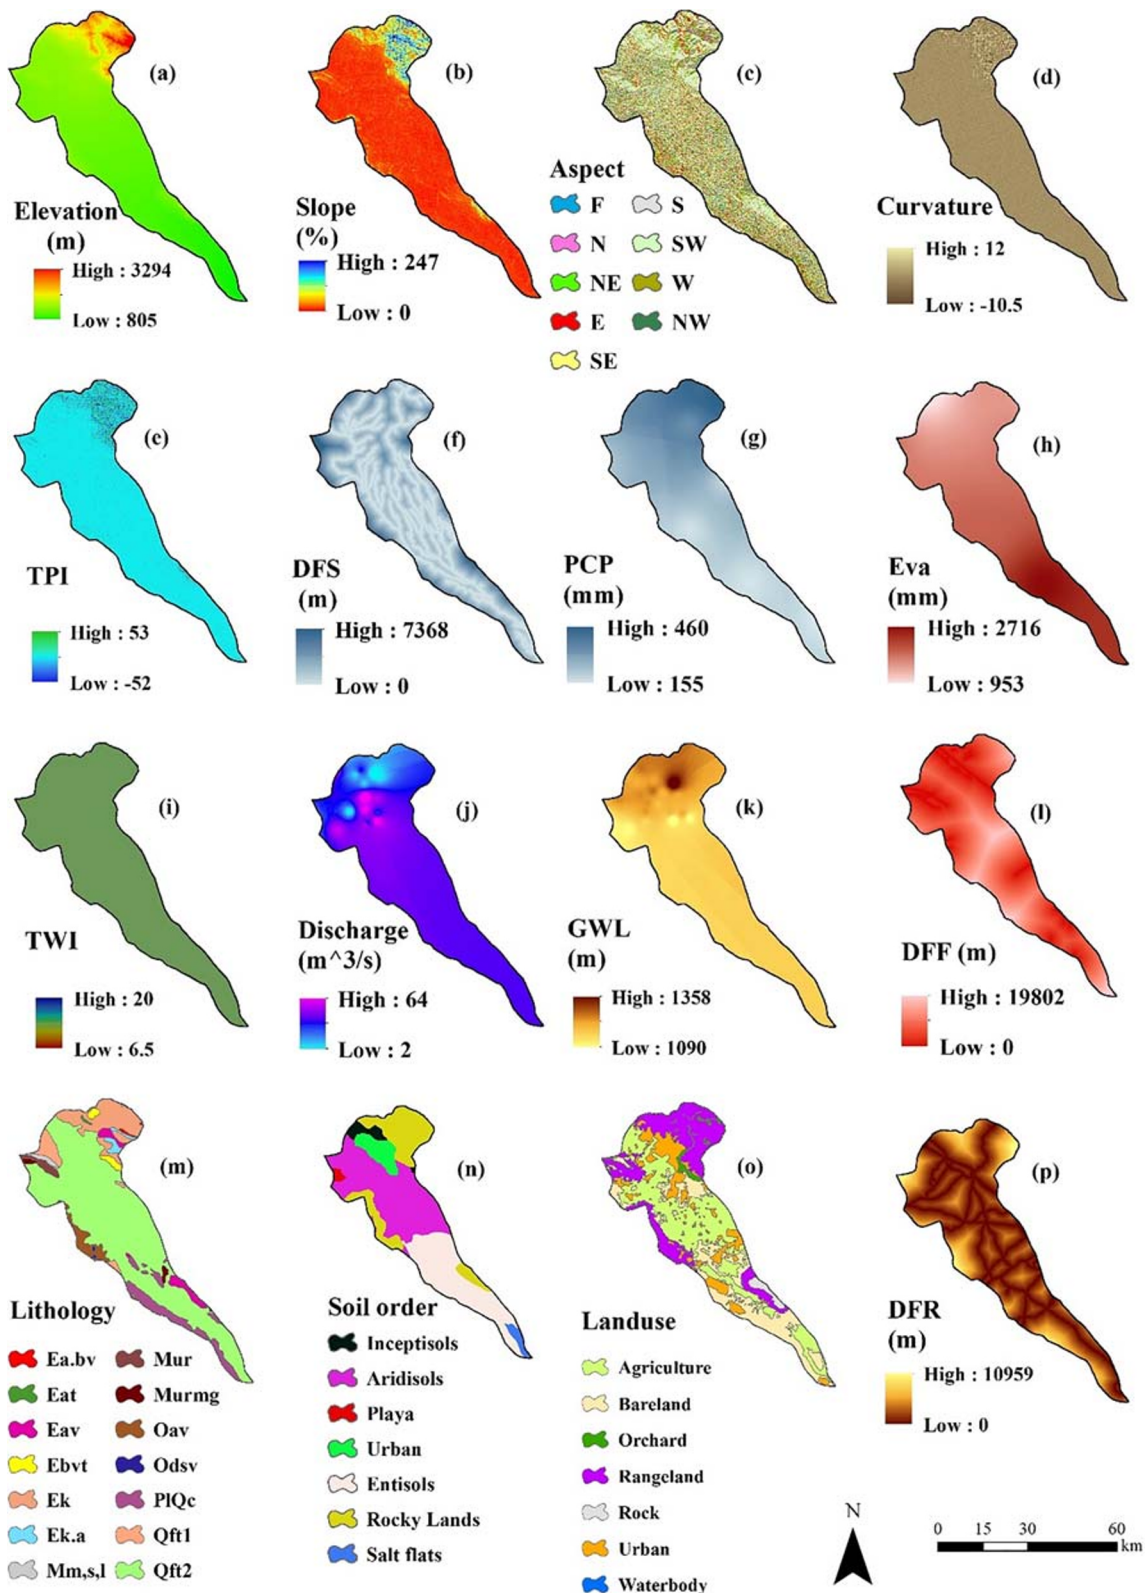 (a)
Elevation
(m)
High : 3294
Low : 805
(b)
Slope
(%)
High : 247
Low : 0
(c)
Aspect
F
S
N
SW
NE
W
E
NW
SE
(d)
Curvature
High : 12
Low : -10.5
(e)
TPI
High : 53
Low : -52
(f)
DFS
(m)
High : 7368
Low : 0
(g)
PCP
(mm)
High : 460
Low : 155
(h)
Eva
(mm)
High : 2716
Low : 953
(i)
TWI
High : 20
Low : 6.5
(j)
Discharge
(m^3/s)
High : 64
Low : 2
(k)
GWL
(m)
High : 1358
Low : 1090
(l)
DFF (m)
High : 19802
Low : 0
(m)
Lithology
Ea.bv
Mur
Eat
Murmg
Eav
Oav
Ebvt
Odsv
Ek
PlQc
Ek.a
Qft1
Mm,s,l
Qft2
(n)
Soil order
Inceptisols
Aridisols
Playa
Urban
Entisols
Rocky Lands
Salt flats
(o)
Landuse
Agriculture
Bareland
Orchard
Rangeland
Rock
Urban
Waterbody
(p)
DFR
(m)
High : 10959
Low : 0
N
0 15 30 60
km